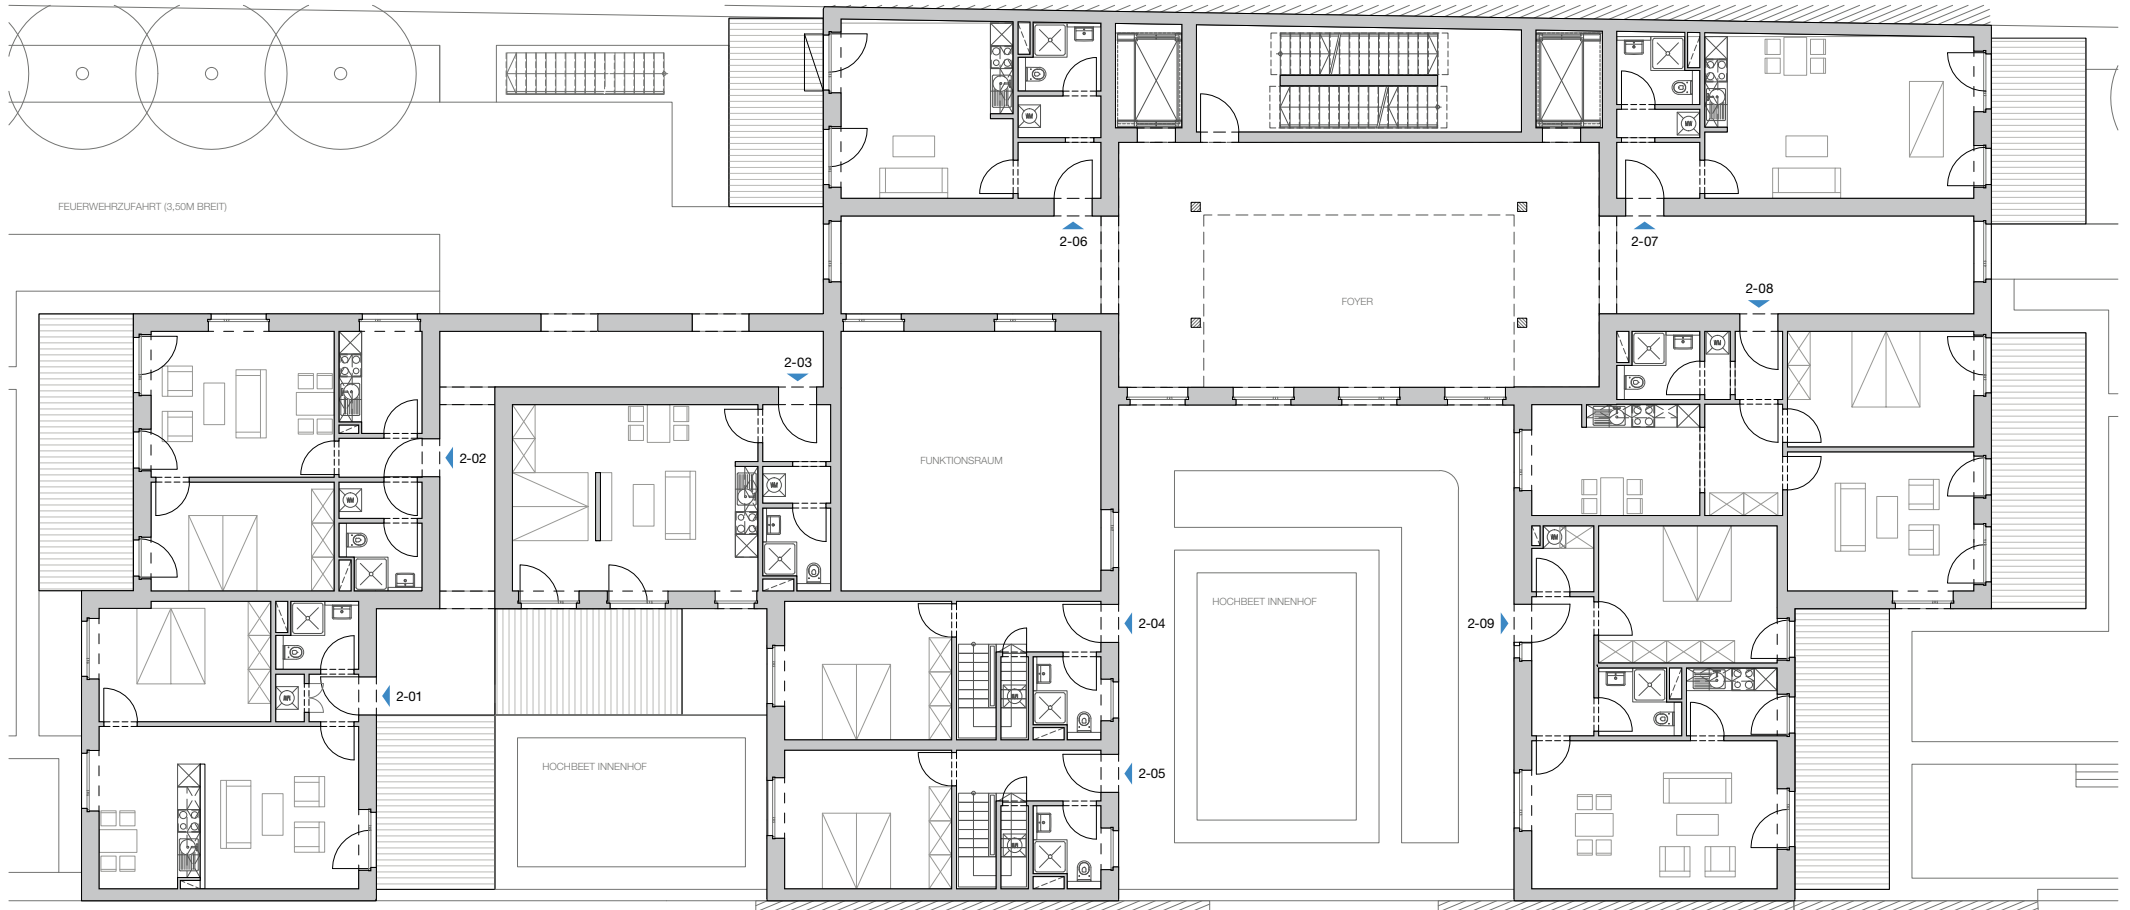 FEUERWEHRZUFAHRT (3,50M BREIT)
2-06
2-07
2-08
FOYER
2-03
2-02
FUNKTIONSRAUM
HOCHBEET INNENHOF
2-04
2-09
2-01
HOCHBEET INNENHOF
2-05